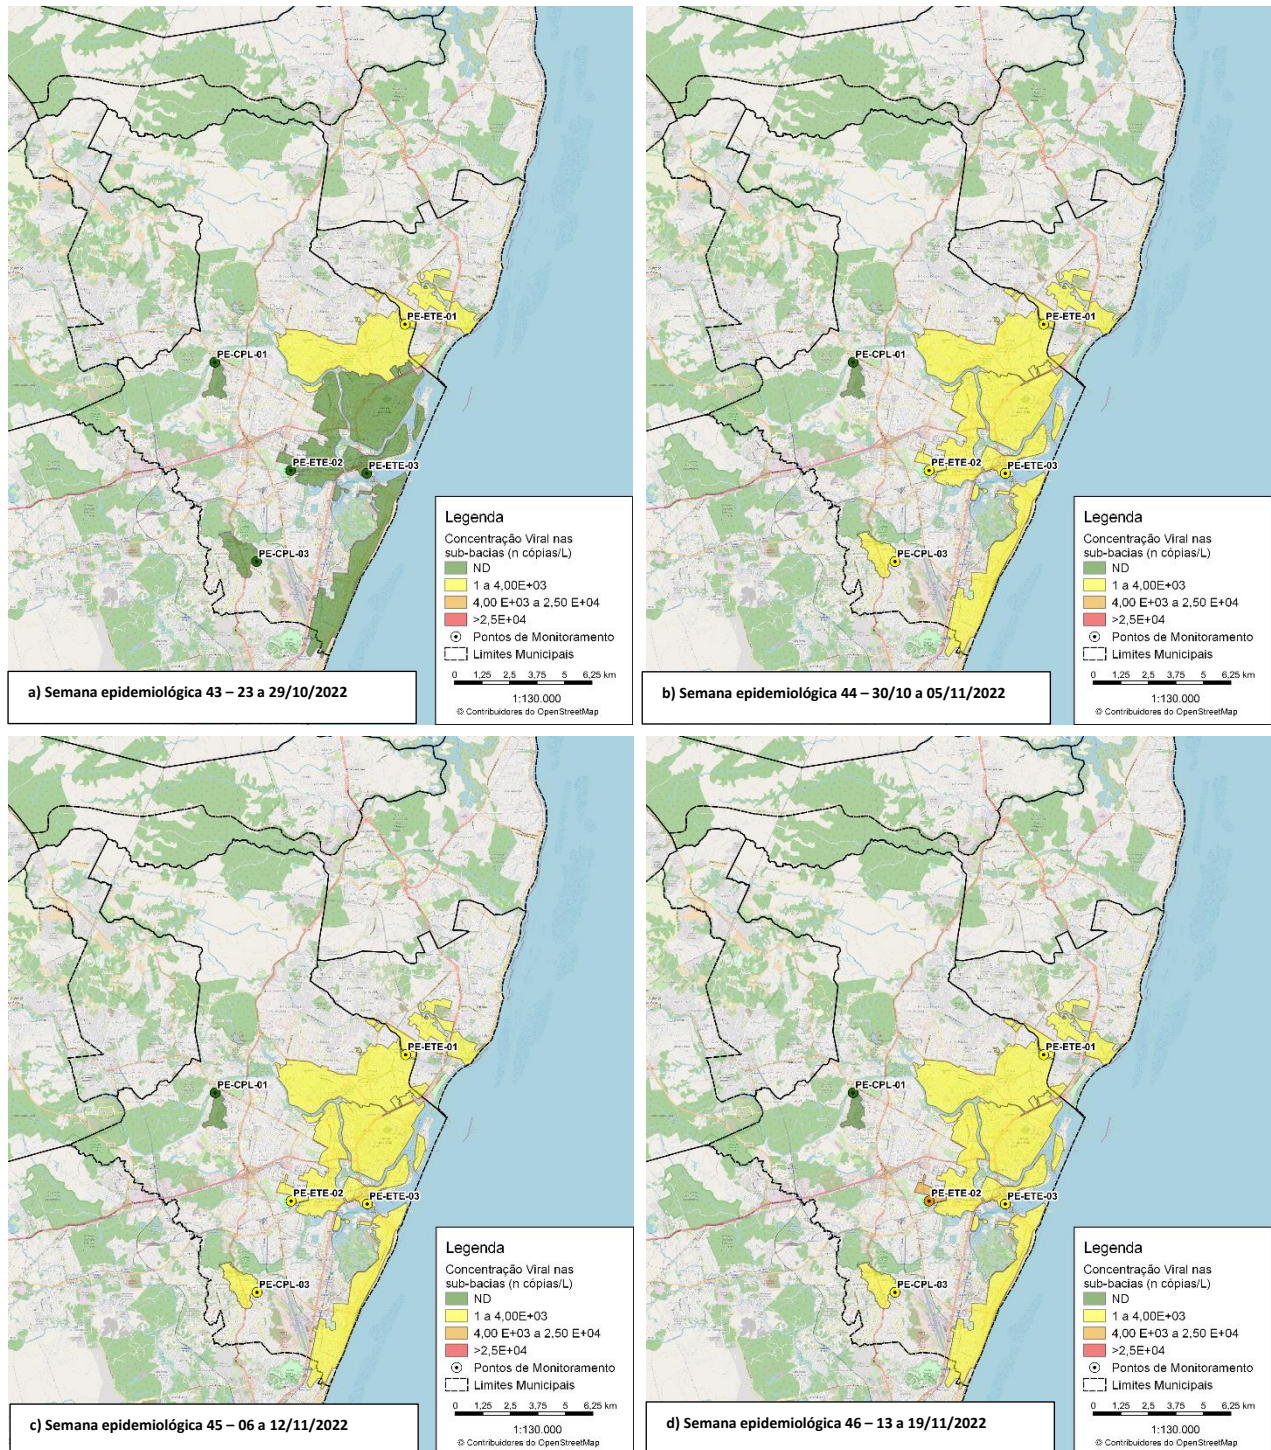 PE-ETE-01
PE-CPL-01
PE-ETE-02
PE-ETE-03
PE-CPL-03
Legenda
Concentração Viral nas
sub-bacias (n cópias/L)
ND
1 a 4,00E+03
4,00 E+03 a 2,50 E+04
>2,5E+04
Pontos de Monitoramento
Limites Municipais
0 1,25 2,5 3,75 5 6,25 km
1:130.000
© Contribuidores do OpenStreetMap
a) Semana epidemiológica 43 – 23 a 29/10/2022
PE-ETE-01
PE-CPL-01
PE-ETE-02
PE-ETE-03
PE-CPL-03
Legenda
Concentração Viral nas
sub-bacias (n cópias/L)
ND
1 a 4,00E+03
4,00 E+03 a 2,50 E+04
>2,5E+04
Pontos de Monitoramento
Limites Municipais
0 1,25 2,5 3,75 5 6,25 km
1:130.000
© Contribuidores do OpenStreetMap
b) Semana epidemiológica 44 – 30/10 a 05/11/2022
PE-ETE-01
PE-CPL-01
PE-ETE-02
PE-ETE-03
PE-CPL-03
Legenda
Concentração Viral nas
sub-bacias (n cópias/L)
ND
1 a 4,00E+03
4,00 E+03 a 2,50 E+04
>2,5E+04
Pontos de Monitoramento
Limites Municipais
0 1,25 2,5 3,75 5 6,25 km
1:130.000
© Contribuidores do OpenStreetMap
c) Semana epidemiológica 45 – 06 a 12/11/2022
PE-ETE-01
PE-CPL-01
PE-ETE-02
PE-ETE-03
PE-CPL-03
Legenda
Concentração Viral nas
sub-bacias (n cópias/L)
ND
1 a 4,00E+03
4,00 E+03 a 2,50 E+04
>2,5E+04
Pontos de Monitoramento
Limites Municipais
0 1,25 2,5 3,75 5 6,25 km
1:130.000
© Contribuidores do OpenStreetMap
d) Semana epidemiológica 46 – 13 a 19/11/2022